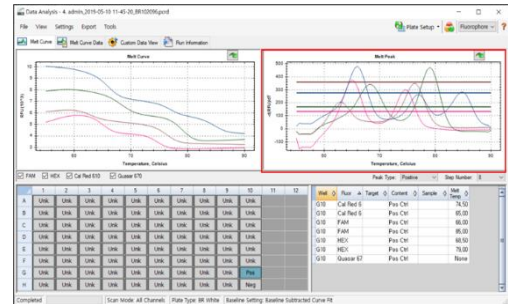 Data Analysis - admin_2019-05-10 11-45-20_BR102096.pcrd
File View Settings Export Tools
Plate Setup Fluorophore ?
Melt Curve Melt Curve Data Custom Data View Run Information
Melt Curve
Melt Peak
Temperature, Celsius
Temperature, Celsius
FAM HEX Cal Red 610 Quasar 670
Peak Type: Positive Step Number: 8
1 2 3 4 5 6 7 8 9 10 11 12
A Unk Unk Unk Unk Unk Unk Unk Unk Unk Unk
B Unk Unk Unk Unk Unk Unk Unk Unk Unk Unk
C Unk Unk Unk Unk Unk Unk Unk Unk Unk Unk
D Unk Unk Unk Unk Unk Unk Unk Unk Unk Unk
E Unk Unk Unk Unk Unk Unk Unk Unk Unk Unk
F Unk Unk Unk Unk Unk Unk Unk Unk Unk Unk
G Unk Unk Unk Unk Unk Unk Unk Unk Unk Pos
H Unk Unk Unk Unk Unk Unk Unk Unk Unk Neg
Well Fluor Target Content Sample Melt Temp
G10 Cal Red 6 Pos Ctrl 74,50
G10 Cal Red 6 Pos Ctrl 65,00
G10 FAM Pos Ctrl 66,00
G10 FAM Pos Ctrl 85,00
G10 HEX Pos Ctrl 60,50
G10 HEX Pos Ctrl 79,00
G10 Quasar 67 Pos Ctrl None
Completed Scan Mode: All Channels Plate Type: BR White Baseline Setting: Baseline Subtracted Curve Fit